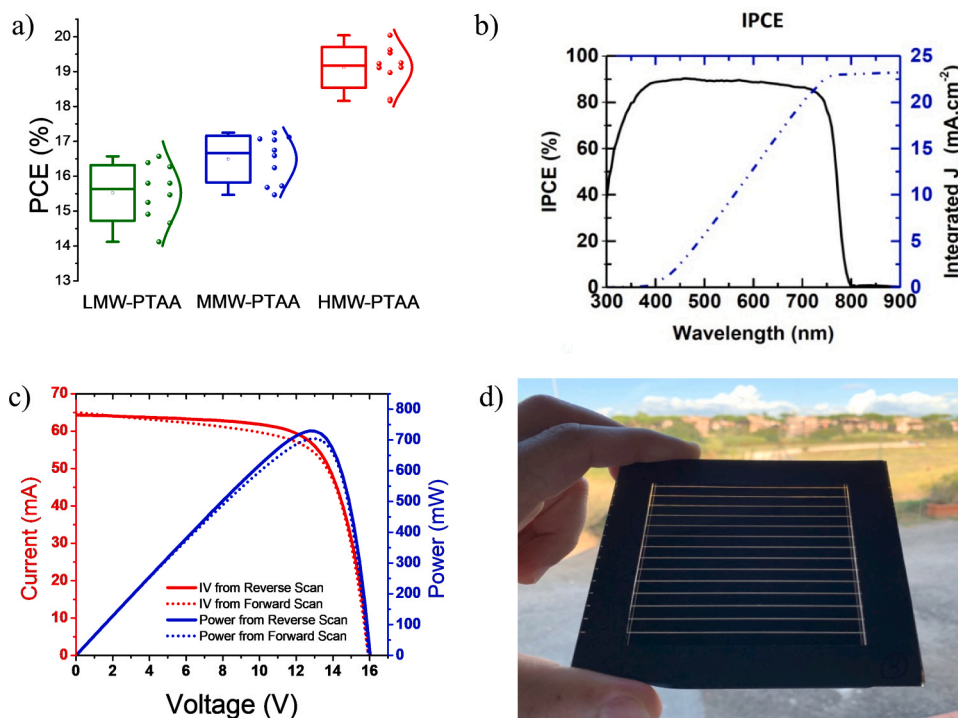 a)
20
19
18
17
16
15
14
13
PCE (%)
LMW-PTAA
MMW-PTAA
HMW-PTAA
b)
IPCE
100
80
60
40
20
0
IPCE (%)
25
20
15
10
5
0
Integrated J (mA.cm⁻²)
300 400 500 600 700 800 900
Wavelength (nm)
c)
70
60
50
40
30
20
10
0
Current (mA)
800
700
600
500
400
300
200
100
0
Power (mW)
IV from Reverse Scan
IV from Forward Scan
Power from Reverse Scan
Power from Forward Scan
0 2 4 6 8 10 12 14 16
Voltage (V)
d)